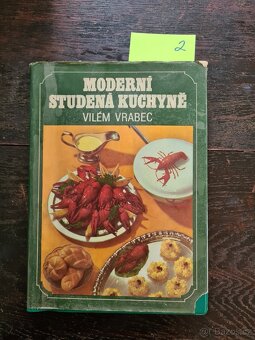 2
MODERNÍ
STUDENÁ KUCHYNĚ
VILÉM VRABEC